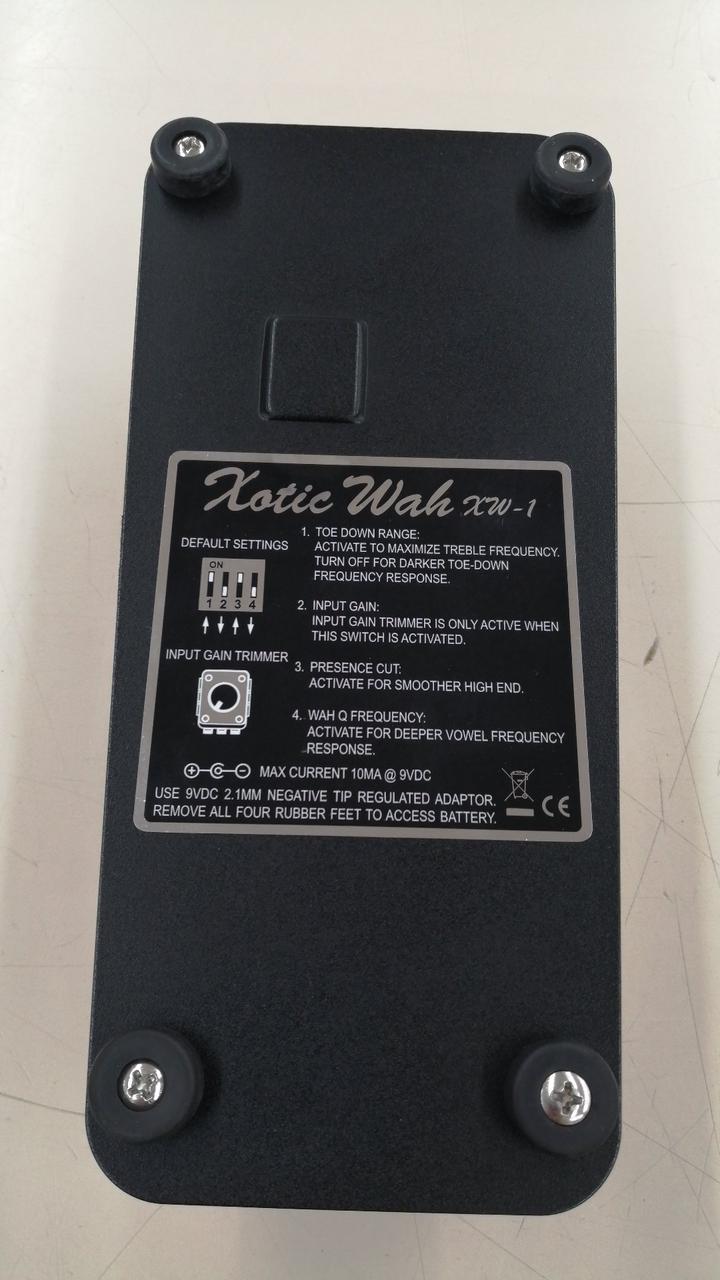 Xotic Wah XW-1
DEFAULT SETTINGS
ON
1 2 3 4
INPUT GAIN TRIMMER
1. TOE DOWN RANGE:
ACTIVATE TO MAXIMIZE TREBLE FREQUENCY.
TURN OFF FOR DARKER TOE-DOWN
FREQUENCY RESPONSE.
2. INPUT GAIN:
INPUT GAIN TRIMMER IS ONLY ACTIVE WHEN
THIS SWITCH IS ACTIVATED.
3. PRESENCE CUT:
ACTIVATE FOR SMOOTHER HIGH END.
4. WAH Q FREQUENCY:
ACTIVATE FOR DEEPER VOWEL FREQUENCY
RESPONSE.
MAX CURRENT 10MA @ 9VDC
USE 9VDC 2.1MM NEGATIVE TIP REGULATED ADAPTOR.
REMOVE ALL FOUR RUBBER FEET TO ACCESS BATTERY.
CE